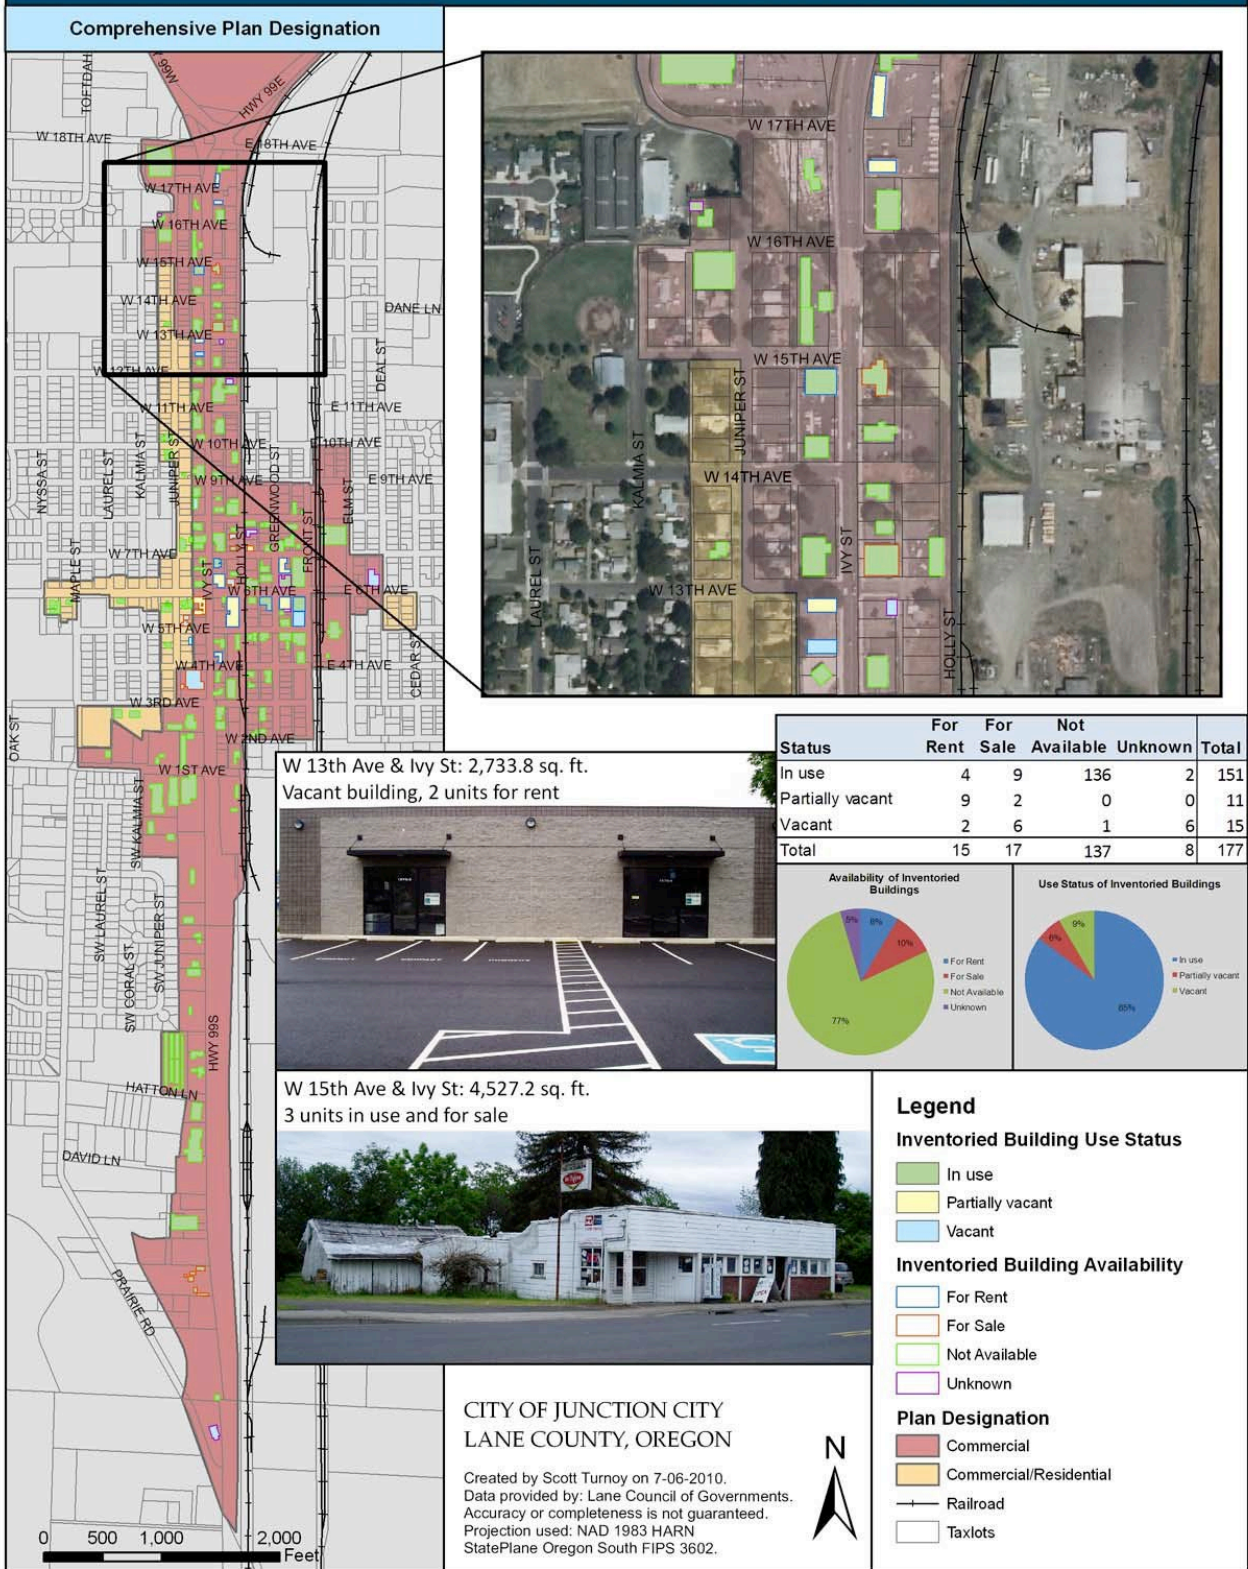 Comprehensive Plan Designation
HWY 99E
W 18TH AVE
E 18TH AVE
W 17TH AVE
W 16TH AVE
W 15TH AVE
W 14TH AVE
DANE LN
W 13TH AVE
DEAL ST
W 11TH AVE
E 11TH AVE
W 10TH AVE
E 10TH AVE
W 9TH AVE
E 9TH AVE
NYSSA ST
LAUREL ST
KALMIA ST
JUNIPER ST
GREENWOOD ST
ELM ST
W 7TH AVE
HOLLY ST
FRONT ST
MAPLE ST
IVY ST
W 6TH AVE
E 6TH AVE
W 5TH AVE
W 4TH AVE
E 4TH AVE
CEDAR ST
W 3RD AVE
OAK ST
W 2ND AVE
W 1ST AVE
SW KALMIA ST
SW LAUREL ST
SW JUNIPER ST
SW CORAL ST
HWY 99S
HATTON LN
DAVID LN
PRAIRIE RD
0 500 1,000 2,000
Feet
W 17TH AVE
W 16TH AVE
W 15TH AVE
JUNIPER ST
KALMIA ST
W 14TH AVE
IVY ST
LAUREL ST
W 13TH AVE
HOLLY ST
Status For Rent For Sale Not Available Unknown Total
In use 4 9 136 2 151
Partially vacant 9 2 0 0 11
Vacant 2 6 1 6 15
Total 15 17 137 8 177
W 13th Ave & Ivy St: 2,733.8 sq. ft.
Vacant building, 2 units for rent
Availability of Inventoried
Buildings
5%
10%
77%
For Rent
For Sale
Not Available
Unknown
Use Status of Inventoried Buildings
6%
9%
85%
In use
Partially vacant
Vacant
W 15th Ave & Ivy St: 4,527.2 sq. ft.
3 units in use and for sale
Legend
Inventoried Building Use Status
In use
Partially vacant
Vacant
Inventoried Building Availability
For Rent
For Sale
Not Available
Unknown
Plan Designation
Commercial
Commercial/Residential
Railroad
Taxlots
CITY OF JUNCTION CITY
LANE COUNTY, OREGON
Created by Scott Turnoy on 7-06-2010.
Data provided by: Lane Council of Governments.
Accuracy or completeness is not guaranteed.
Projection used: NAD 1983 HARN
StatePlane Oregon South FIPS 3602.
N